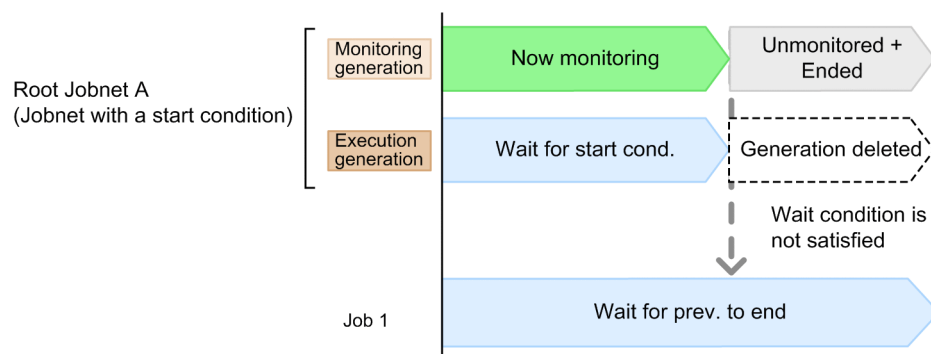 Monitoring
generation
Now monitoring
Unmonitored +
Ended
Root Jobnet A
(Jobnet with a start condition)
Execution
generation
Wait for start cond.
Generation deleted
Wait condition is
not satisfied
Job 1
Wait for prev. to end